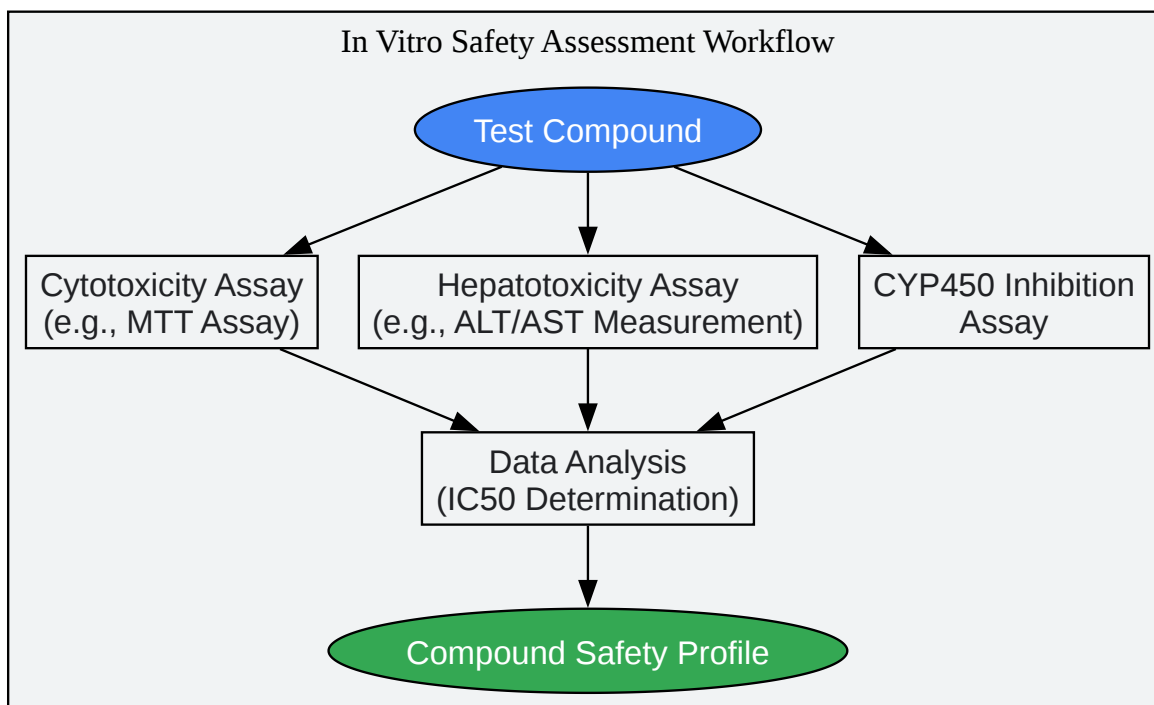 In Vitro Safety Assessment Workflow
Test Compound
Cytotoxicity Assay
(e.g., MTT Assay)
Hepatotoxicity Assay
(e.g., ALT/AST Measurement)
CYP450 Inhibition
Assay
Data Analysis
(IC50 Determination)
Compound Safety Profile